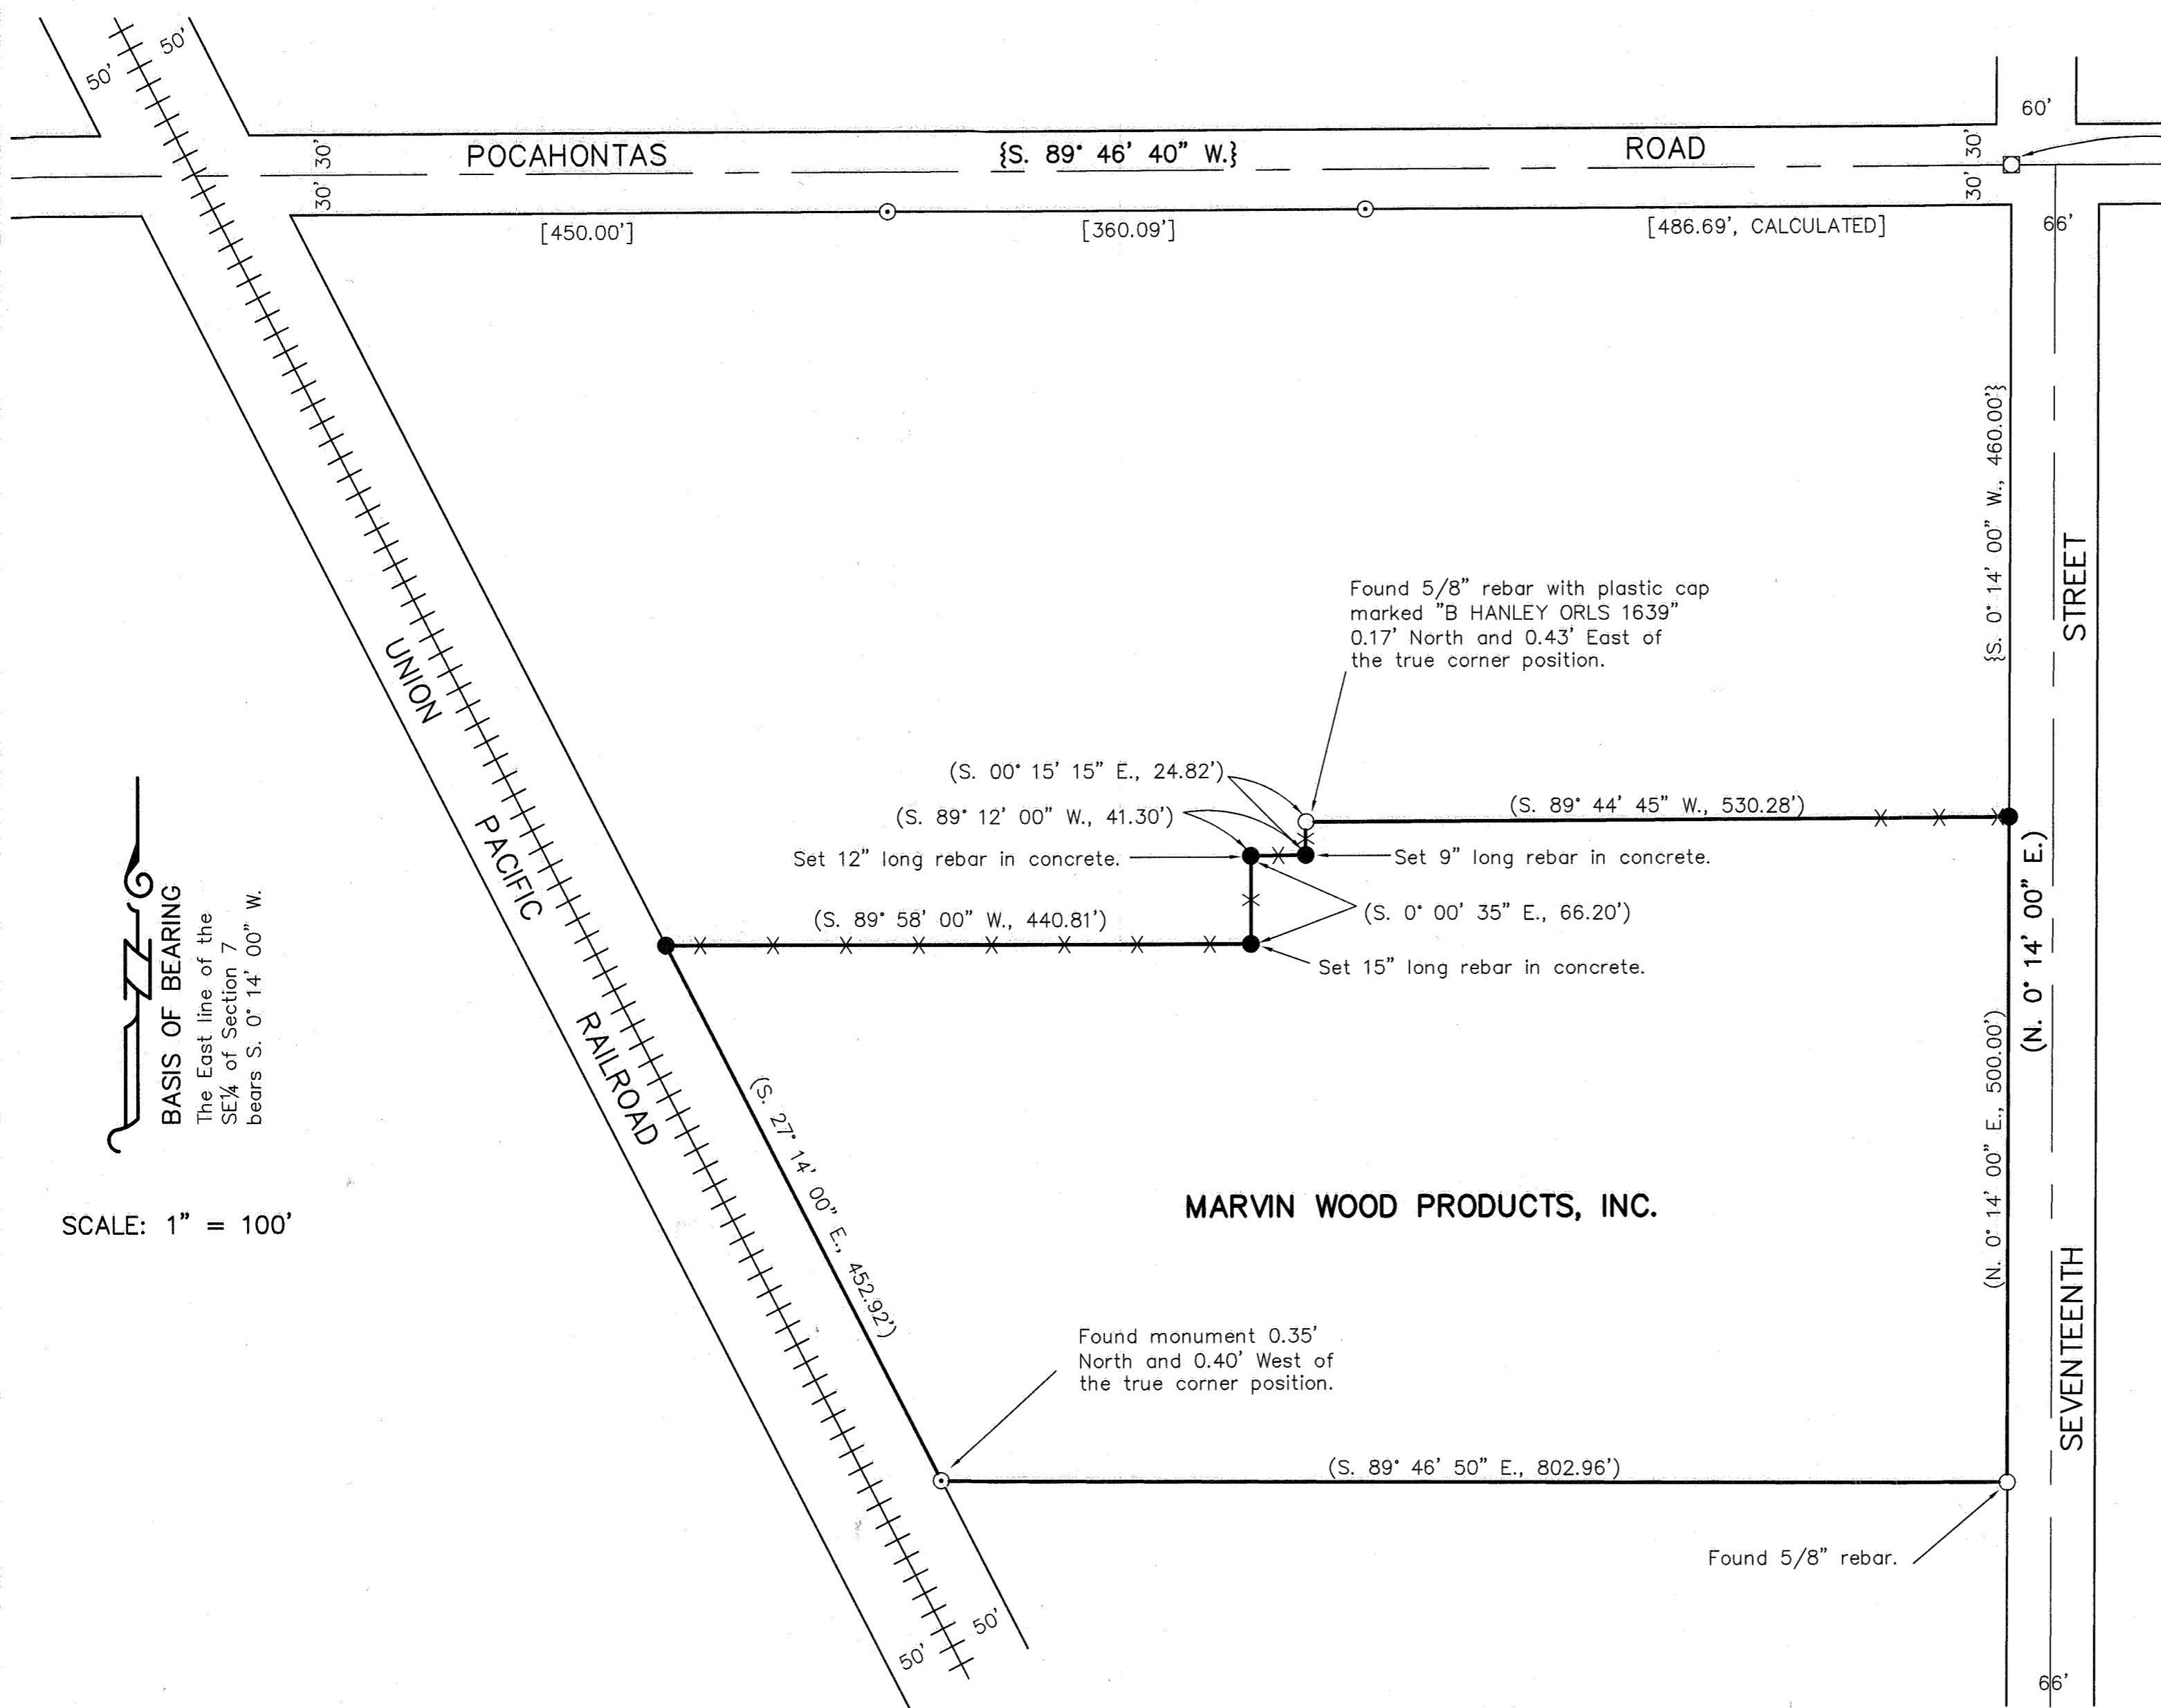 50'
50'
60'
POCAHONTAS
{S. 89° 46' 40" W.}
ROAD
30'
30'
30'
30'
66'
[450.00']
[360.09']
[486.69', CALCULATED]
{S. 0° 14' 00" W., 460.00'}
STREET
Found 5/8" rebar with plastic cap
marked "B HANLEY ORLS 1639"
0.17' North and 0.43' East of
the true corner position.
UNION
PACIFIC
RAILROAD
(S. 00° 15' 15" E., 24.82')
(S. 89° 12' 00" W., 41.30')
(S. 89° 44' 45" W., 530.28')
Set 12" long rebar in concrete.
Set 9" long rebar in concrete.
(S. 89° 58' 00" W., 440.81')
(S. 0° 00' 35" E., 66.20')
Set 15" long rebar in concrete.
(N. 0° 14' 00" E.)
N
BASIS OF BEARING
The East line of the
SE¼ of Section 7
bears S. 0° 14' 00" W.
SCALE: 1" = 100'
(S. 27° 14' 00" E., 452.92')
(N. 0° 14' 00" E., 500.00')
MARVIN WOOD PRODUCTS, INC.
SEVENTEENTH
Found monument 0.35'
North and 0.40' West of
the true corner position.
(S. 89° 46' 50" E., 802.96')
Found 5/8" rebar.
50'
50'
66'